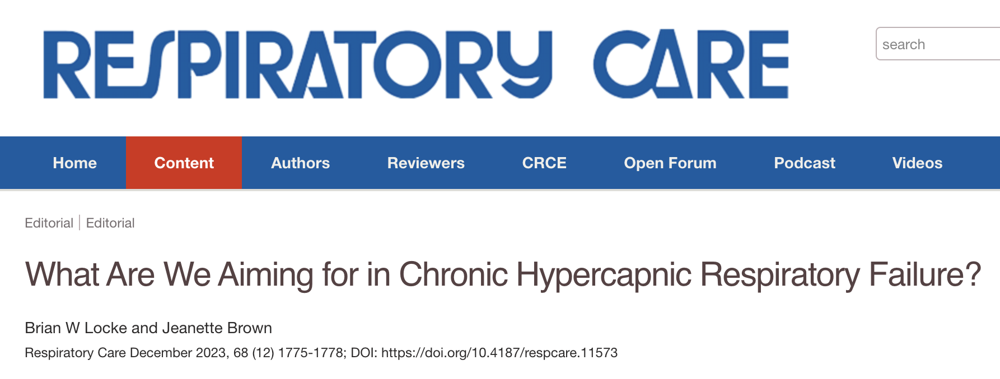 RESPIRATORY CARE
search
Home Content Authors Reviewers CRCE Open Forum Podcast Videos
Editorial | Editorial
What Are We Aiming for in Chronic Hypercapnic Respiratory Failure?
Brian W Locke and Jeanette Brown
Respiratory Care December 2023, 68 (12) 1775-1778; DOI: https://doi.org/10.4187/respcare.11573